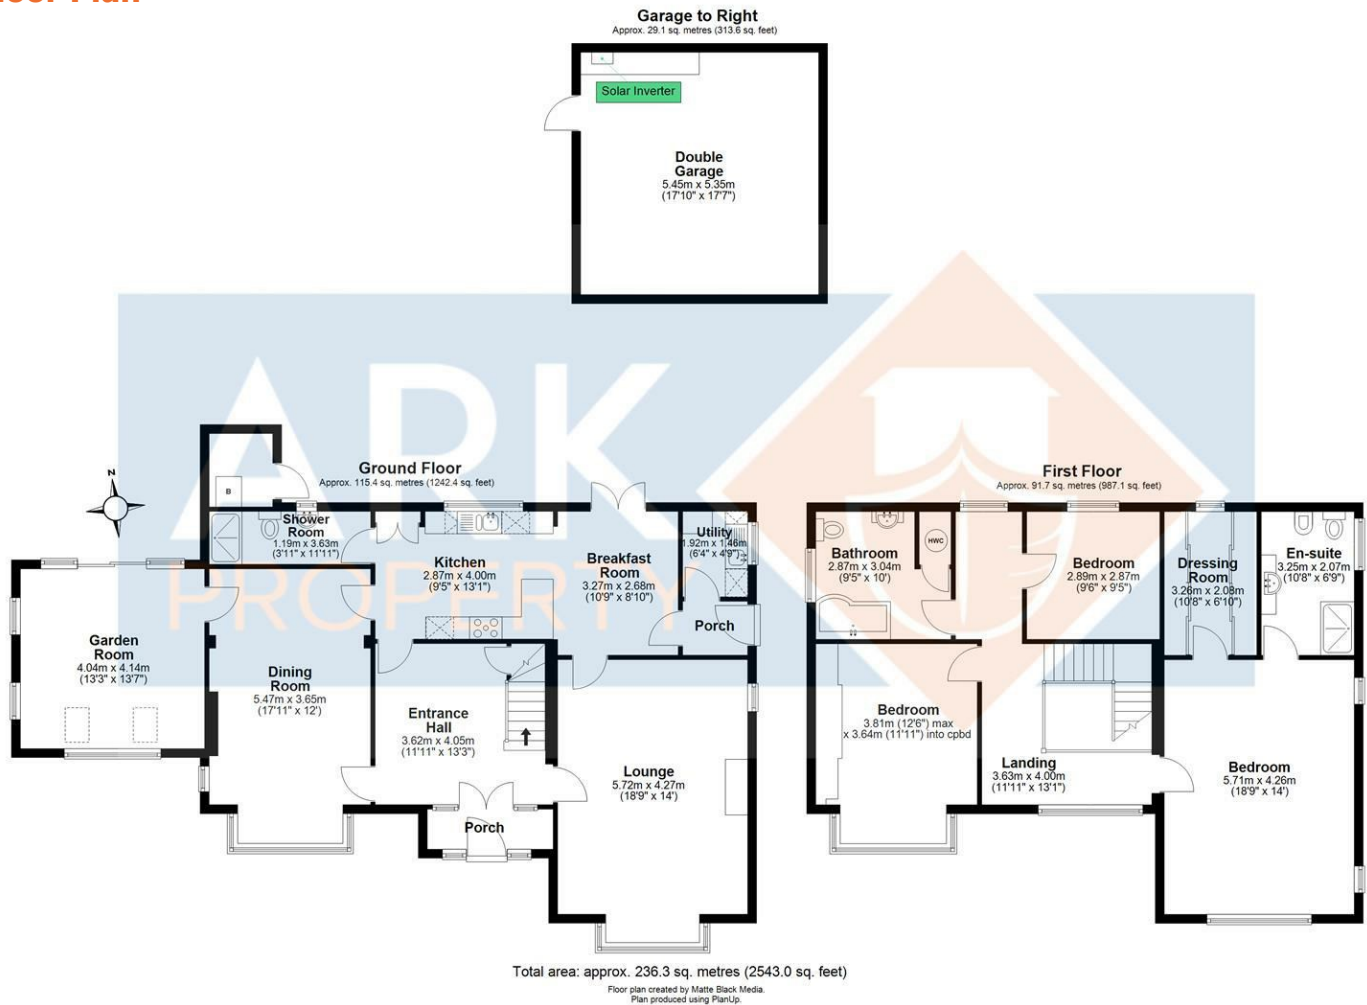 Garage to Right
Approx. 29.1 sq. metres (313.6 sq. feet)
Solar Inverter
Double
Garage
5.45m x 5.35m
(17'10" x 17'7")
ARK
PROPERTY
Ground Floor
Approx. 115.4 sq. metres (1242.4 sq. feet)
N
B
Shower
Room
1.19m x 3.63m
(3'11" x 11'11")
Kitchen
2.87m x 4.00m
(9'5" x 13'1")
Breakfast
Room
3.27m x 2.68m
(10'9" x 8'10")
Utility
1.92m x 1.46m
(6'4" x 4'9")
Porch
Garden
Room
4.04m x 4.14m
(13'3" x 13'7")
Dining
Room
5.47m x 3.65m
(17'11" x 12')
Entrance
Hall
3.62m x 4.05m
(11'11" x 13'3")
Lounge
5.72m x 4.27m
(18'9" x 14')
Porch
First Floor
Approx. 91.7 sq. metres (987.1 sq. feet)
Bathroom
2.87m x 3.04m
(9'5" x 10')
HWC
Bedroom
2.89m x 2.87m
(9'6" x 9'5")
Dressing
Room
3.26m x 2.08m
(10'8" x 6'10")
En-suite
3.25m x 2.07m
(10'8" x 6'9")
Bedroom
3.81m (12'6") max
x 3.64m (11'11") into cpbd
Landing
3.63m x 4.00m
(11'11" x 13'1")
Bedroom
5.71m x 4.26m
(18'9" x 14')
Total area: approx. 236.3 sq. metres (2543.0 sq. feet)
Floor plan created by Matte Black Media.
Plan produced using PlanUp.